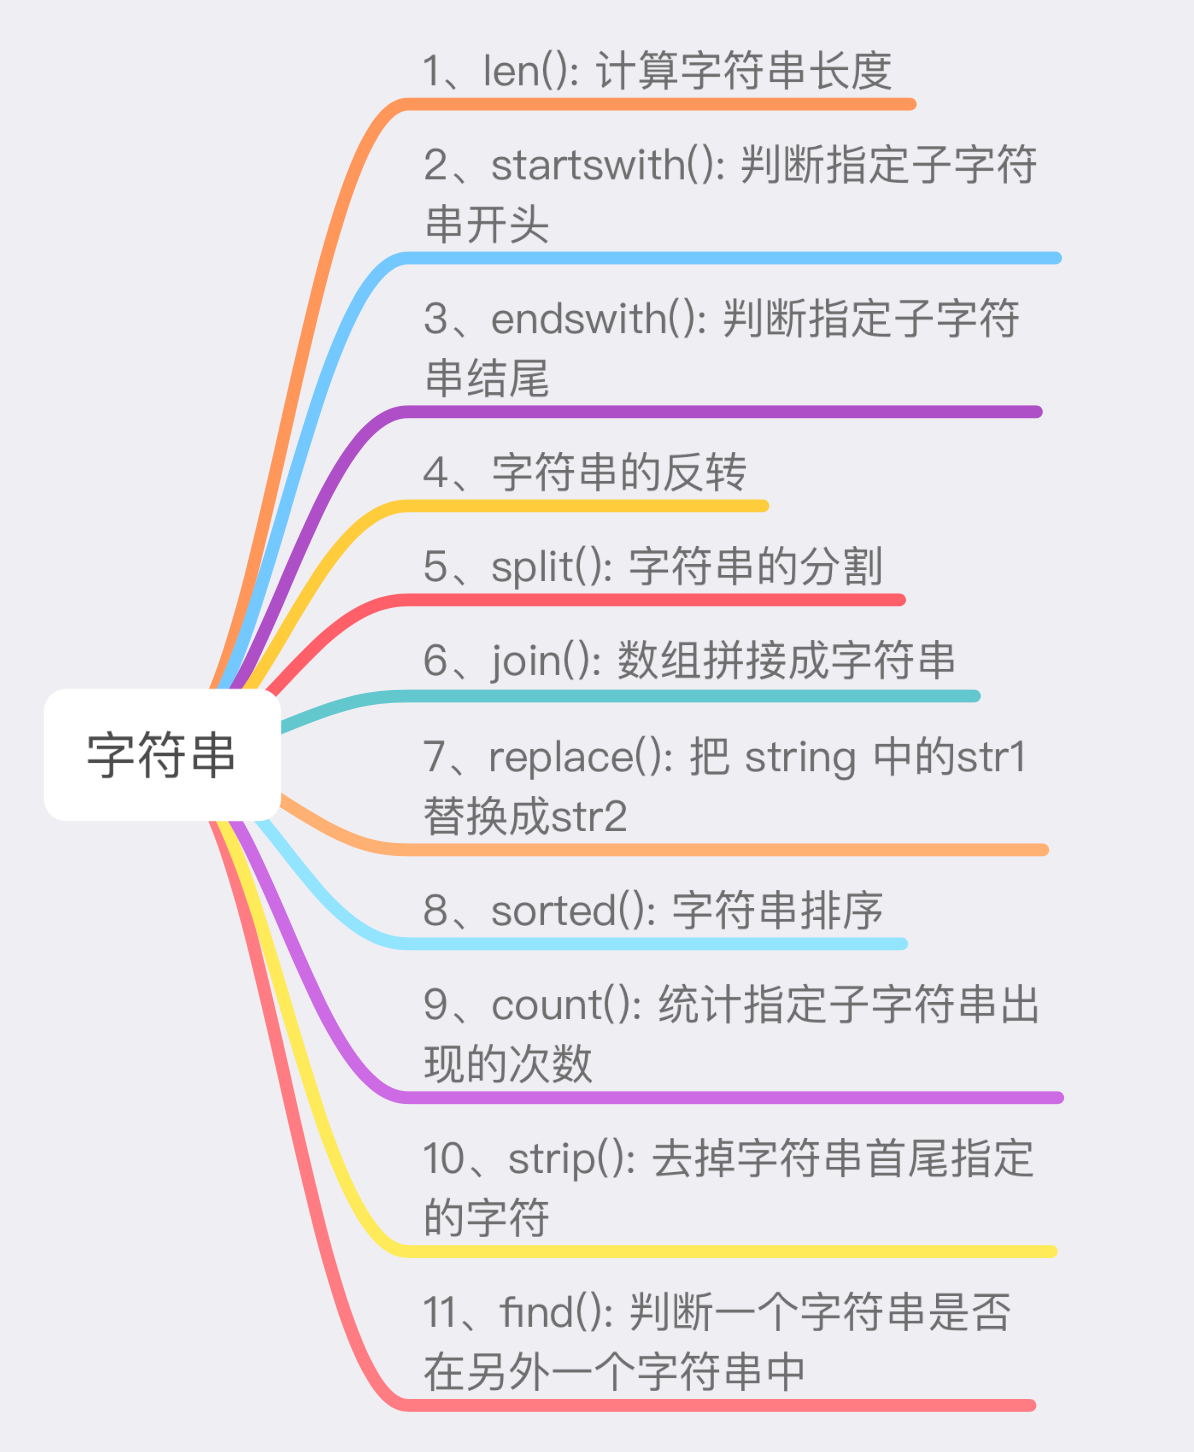 1、len(): 计算字符串长度
2、startswith(): 判断指定子字符
串开头
3、endswith(): 判断指定子字符
串结尾
4、字符串的反转
5、split(): 字符串的分割
6、join(): 数组拼接成字符串
字符串
7、replace(): 把 string 中的str1
替换成str2
8、sorted(): 字符串排序
9、count(): 统计指定子字符串出
现的次数
10、strip(): 去掉字符串首尾指定
的字符
11、find(): 判断一个字符串是否
在另外一个字符串中